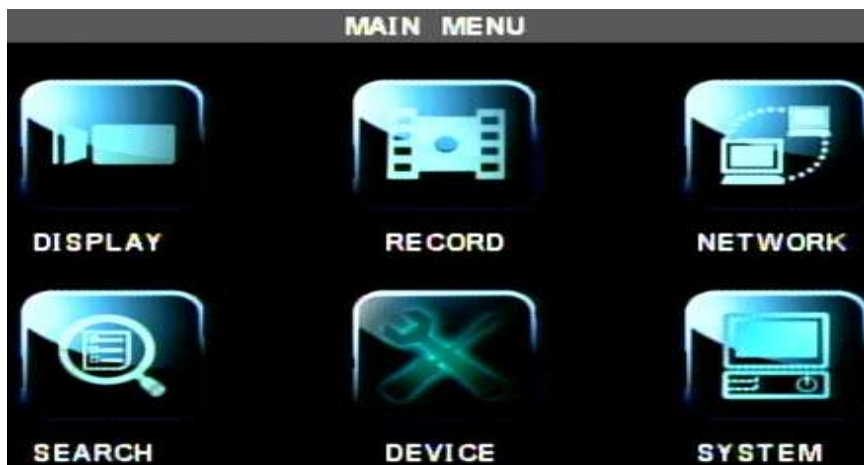 MAIN MENU
DISPLAY
RECORD
NETWORK
SEARCH
DEVICE
SYSTEM